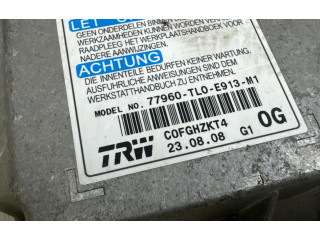 LET
GEEN ONDERDELEN BINNEN
WERKZAAMHEDEN KUNNEN WORDEN
RAADPLEEG HET WERKPLAATSHANDBOEK VOOR
NADERE AANWIJZINGEN.
ACHTUNG
DIE INNENTEILE BEDÜRFEN KEINER WARTUNG.
AUSFÜHRLICHE ANWEISUNGEN SIND DEM
WERKSTATTHANDBUCH ZU ENTNEHMEN.
MODEL NO. 77960-TL0-E913-M1
C0FGHZKT4 0G
TRW 23.08.08 G1